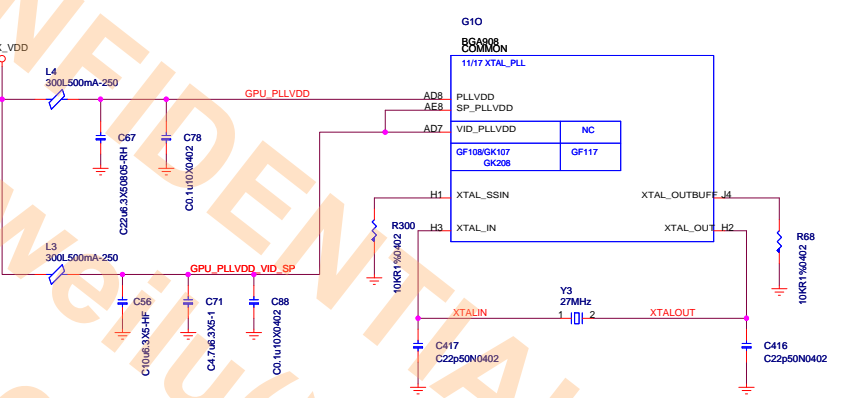 G1O
BGA908
COMMON
11/17 XTAL_PLL
_VDD
L4
300L500mA-250
GPU_PLLVDD
AD8
PLLVDD
AE8
SP_PLLVDD
AD7
VID_PLLVDD
NC
GF108/GK107
GK208
GF117
C67
C22u6.3X50805-RH
C78
C0.1u10X0402
H1
XTAL_SSIN
XTAL_OUTBUFF
J4
H3
XTAL_IN
XTAL_OUT
H2
R300
10KR1%0402
R68
10KR1%0402
L3
300L500mA-250
GPU_PLLVDD_VID_SP
C56
C10u6.3X5-HF
C71
C4.7u6.3X5-1
C88
C0.1u10X0402
Y3
27MHz
XTALIN
1
2
XTALOUT
C417
C22p50N0402
C416
C22p50N0402
NFIDENTIAL
weilu(